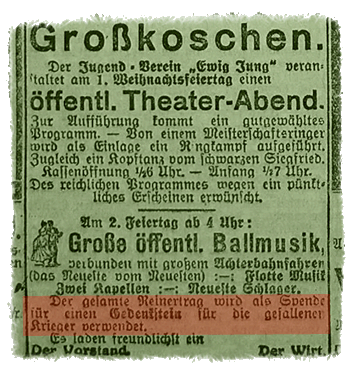 Großkoschen.
Der Jugend-Verein „Ewig Jung" veran-
staltet am 1. Weihnachtsfeiertag einen
öffentl. Theater-Abend.
Zur Aufführung kommt ein gutgewähltes
Programm. — Von einem Meisterschaftsringer
wird als Einlage ein Ringkampf aufgeführt.
Zugleich ein Kopftanz vom schwarzen Siegfried.
Kassenöffnung ½6 Uhr. — Anfang ½7 Uhr.
Des reichlichen Programmes wegen ein pünkt-
liches Erscheinen erwünscht.
Am 2. Feiertag ab 4 Uhr:
Große öffentl. Ballmusik,
verbunden mit großem Achterbahnfahren
(das Neueste vom Neuesten) :—: Flotte Musik
Zwei Kapellen :—: Neueste Schlager.
Der gesamte Reinertrag wird als Spende
für einen Gedenkstein für die gefallenen
Krieger verwendet.
Es laden freundlichst ein
Der Vorstand. Der Wirt.